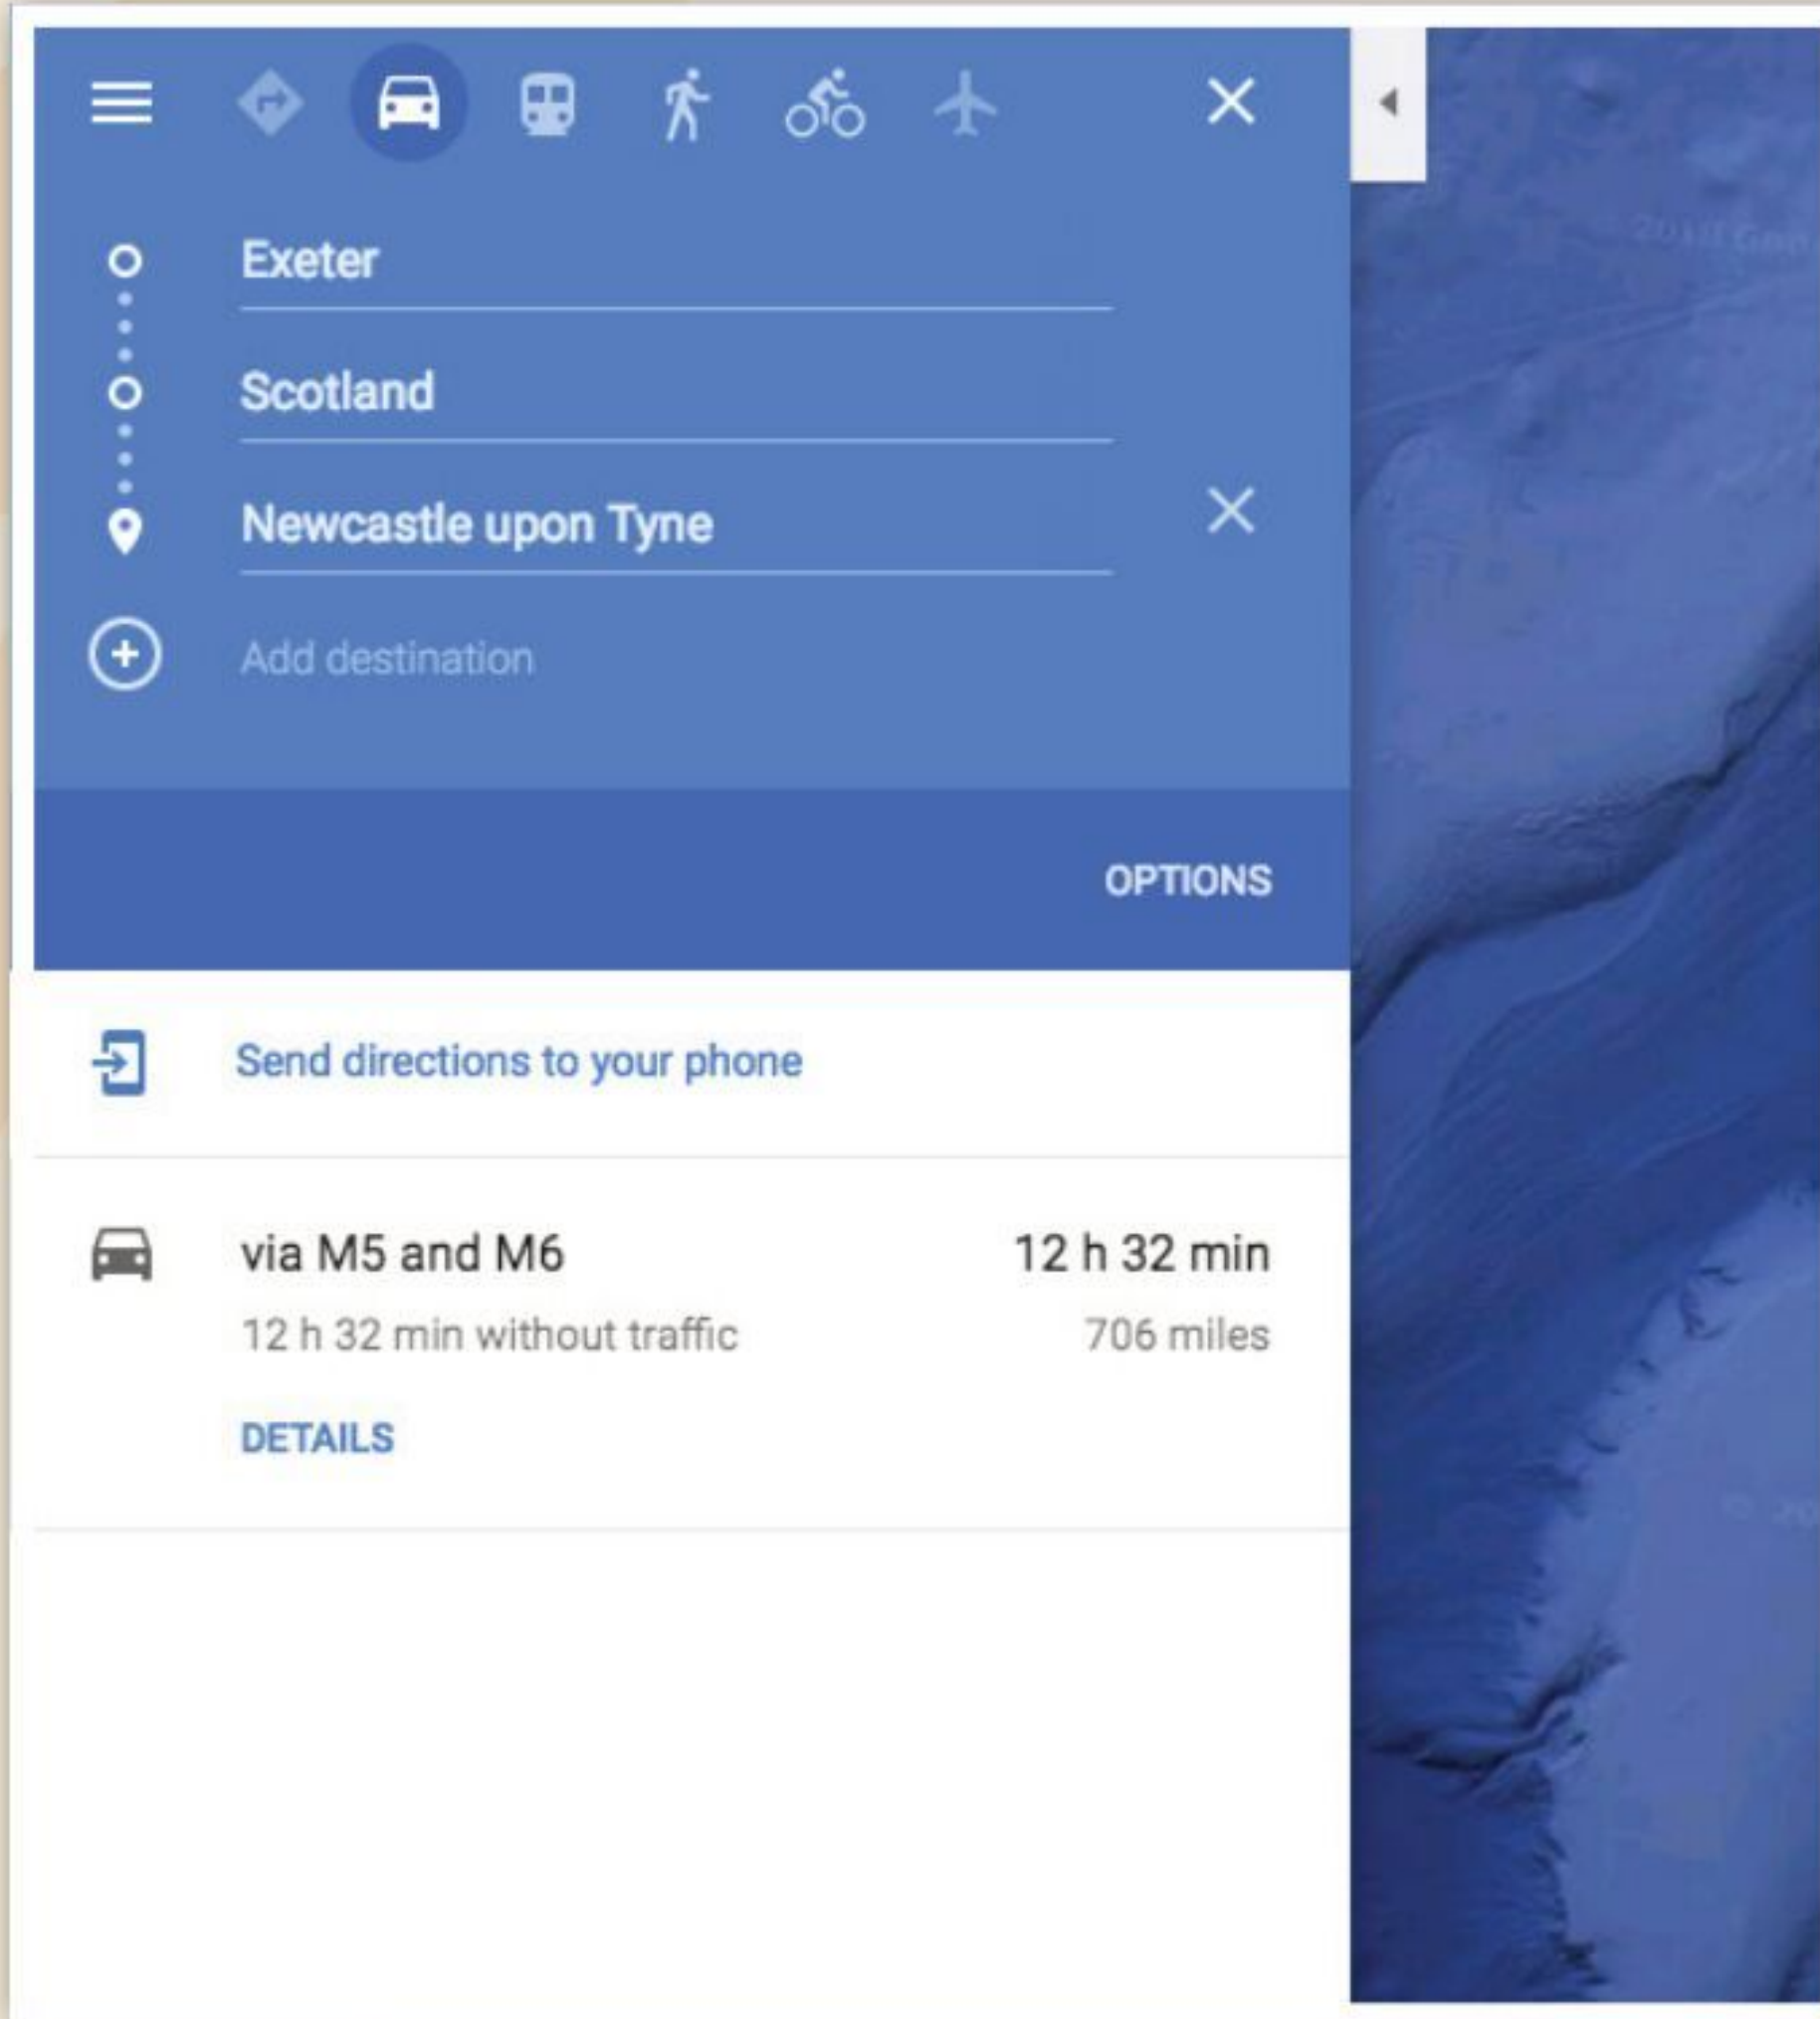 Exeter
Scotland
Newcastle upon Tyne
Add destination
OPTIONS
Send directions to your phone
via M5 and M6 12 h 32 min
12 h 32 min without traffic 706 miles
DETAILS